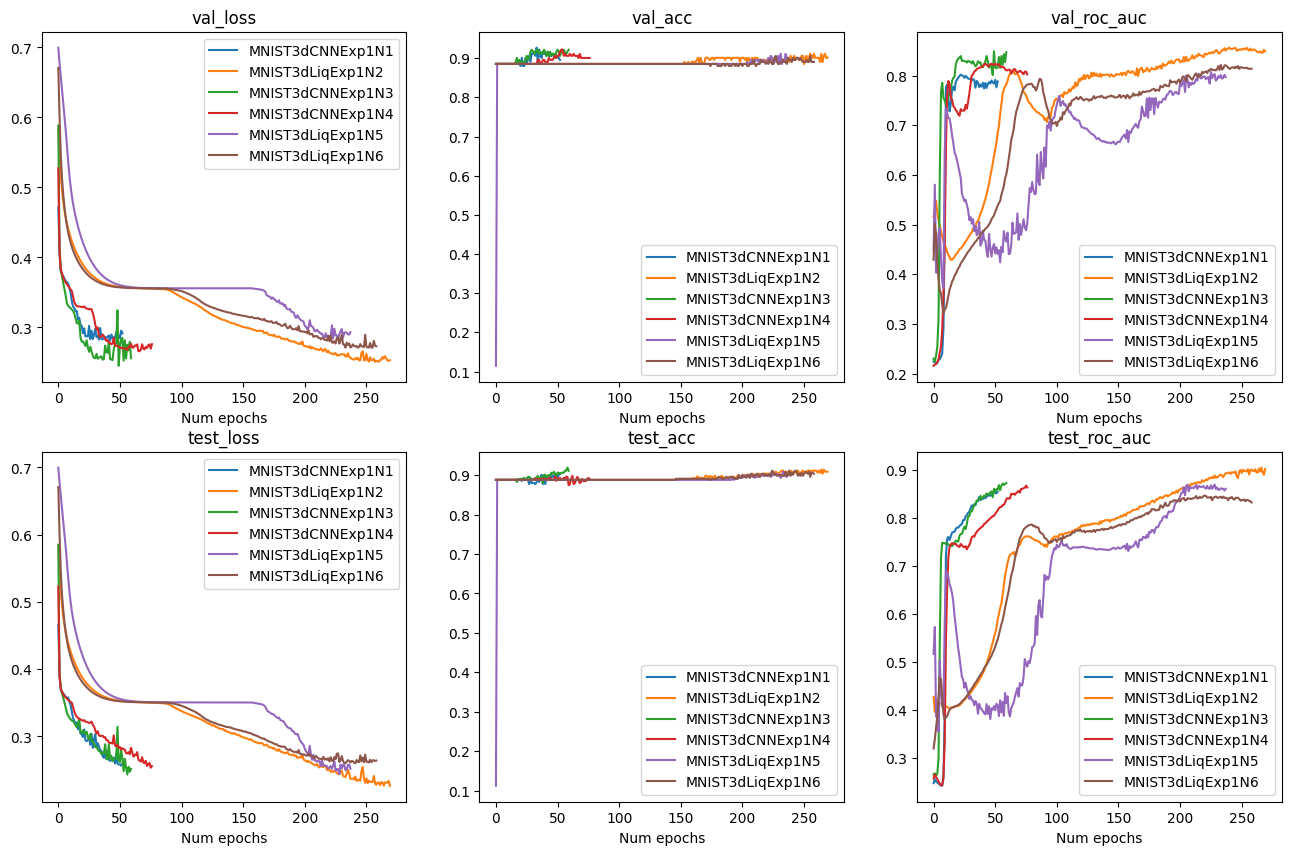 val_loss
0.7
0.6
0.5
0.4
0.3
MNIST3dCNNExp1N1
MNIST3dLiqExp1N2
MNIST3dCNNExp1N3
MNIST3dCNNExp1N4
MNIST3dLiqExp1N5
MNIST3dLiqExp1N6
0 50 100 150 200 250
Num epochs
val_acc
0.9
0.8
0.7
0.6
0.5
0.4
0.3
0.2
0.1
MNIST3dCNNExp1N1
MNIST3dLiqExp1N2
MNIST3dCNNExp1N3
MNIST3dCNNExp1N4
MNIST3dLiqExp1N5
MNIST3dLiqExp1N6
0 50 100 150 200 250
Num epochs
val_roc_auc
0.8
0.7
0.6
0.5
0.4
0.3
0.2
MNIST3dCNNExp1N1
MNIST3dLiqExp1N2
MNIST3dCNNExp1N3
MNIST3dCNNExp1N4
MNIST3dLiqExp1N5
MNIST3dLiqExp1N6
0 50 100 150 200 250
Num epochs
test_loss
0.7
0.6
0.5
0.4
0.3
MNIST3dCNNExp1N1
MNIST3dLiqExp1N2
MNIST3dCNNExp1N3
MNIST3dCNNExp1N4
MNIST3dLiqExp1N5
MNIST3dLiqExp1N6
0 50 100 150 200 250
Num epochs
test_acc
0.9
0.8
0.7
0.6
0.5
0.4
0.3
0.2
0.1
MNIST3dCNNExp1N1
MNIST3dLiqExp1N2
MNIST3dCNNExp1N3
MNIST3dCNNExp1N4
MNIST3dLiqExp1N5
MNIST3dLiqExp1N6
0 50 100 150 200 250
Num epochs
test_roc_auc
0.9
0.8
0.7
0.6
0.5
0.4
0.3
MNIST3dCNNExp1N1
MNIST3dLiqExp1N2
MNIST3dCNNExp1N3
MNIST3dCNNExp1N4
MNIST3dLiqExp1N5
MNIST3dLiqExp1N6
0 50 100 150 200 250
Num epochs